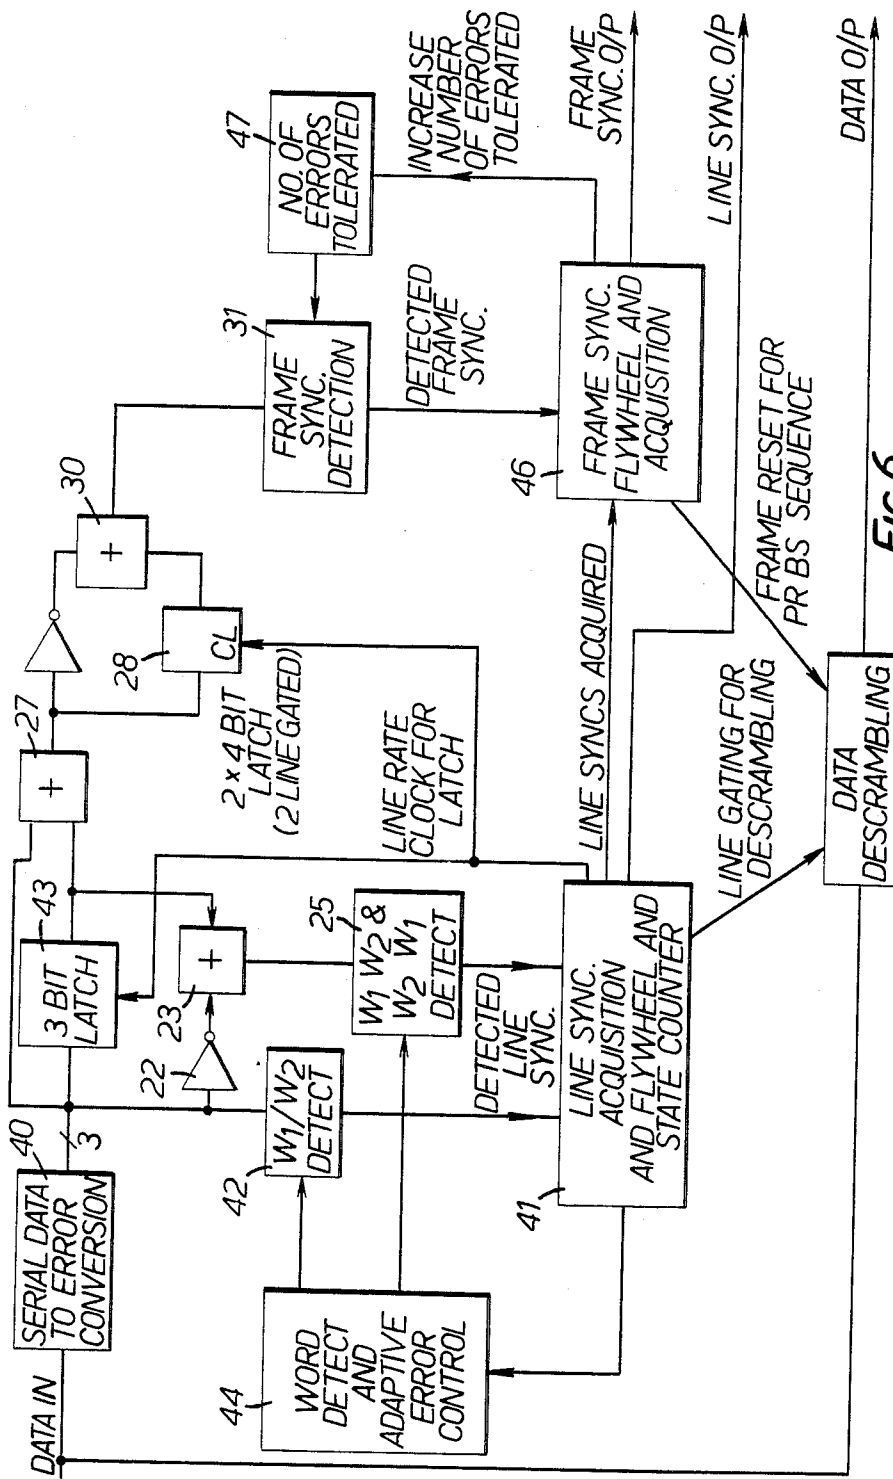 DATA IN
SERIAL DATA
TO ERROR
CONVERSION
40
3
3 BIT
LATCH
43
+
27
CL
28
+
30
2 x 4 BIT
LATCH
(2 LINE GATED)
LINE RATE
CLOCK FOR
LATCH
22
+
23
W1/W2
DETECT
42
W1 W2 &
W2 W1
DETECT
25
WORD
DETECT
AND
ADAPTIVE
ERROR
CONTROL
44
DETECTED
LINE
SYNC.
LINE SYNC.
ACQUISITION
AND FLYWHEEL AND
STATE COUNTER
41
FRAME
SYNC.
DETECTION
31
NO. OF
ERRORS
TOLERATED
47
DETECTED
FRAME
SYNC.
INCREASE
NUMBER
OF ERRORS
TOLERATED
LINE SYNCS ACQUIRED
FRAME SYNC.
FLYWHEEL AND
ACQUISITION
46
FRAME
SYNC. O/P
LINE SYNC. O/P
LINE GATING FOR
DESCRAMBLING
FRAME RESET FOR
PR BS SEQUENCE
DATA
DESCRAMBLING
DATA O/P
FIG. 6